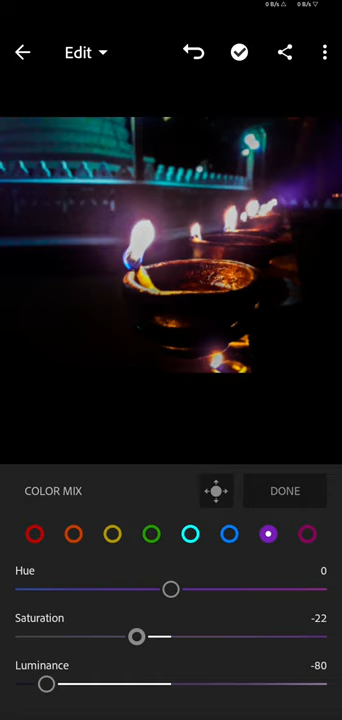 0 B/s △ 0 B/s ▽
Edit
COLOR MIX DONE
Hue 0
Saturation -22
Luminance -80